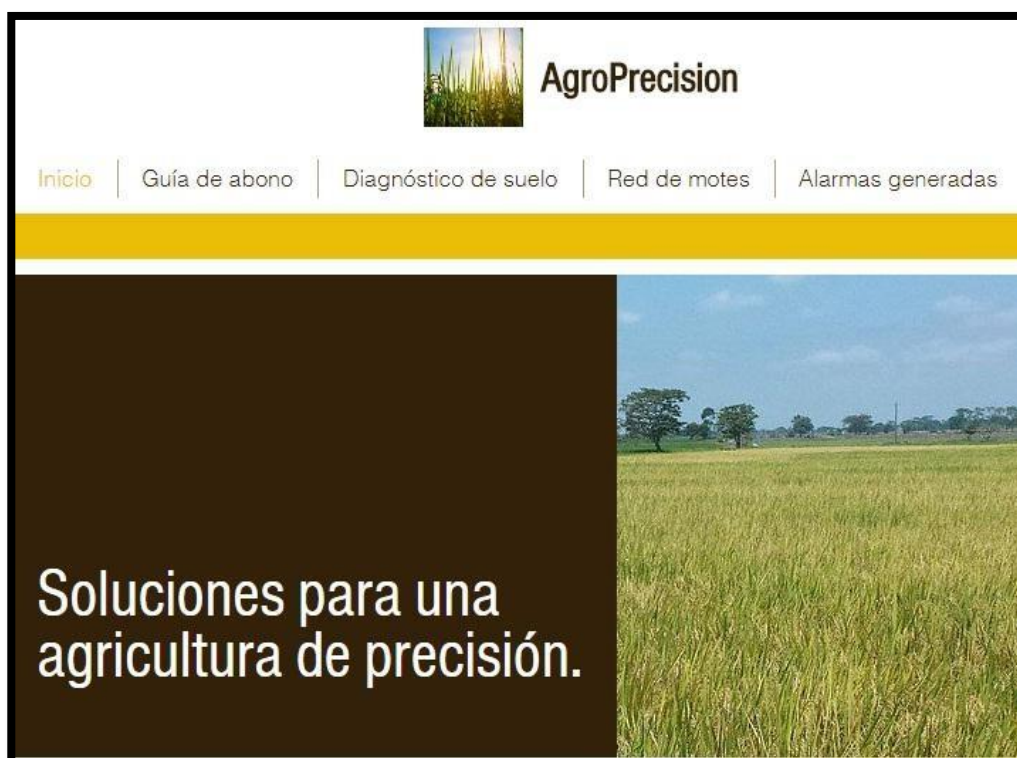 AgroPrecision
Inicio
Guía de abono
Diagnóstico de suelo
Red de motes
Alarmas generadas
Soluciones para una
agricultura de precisión.